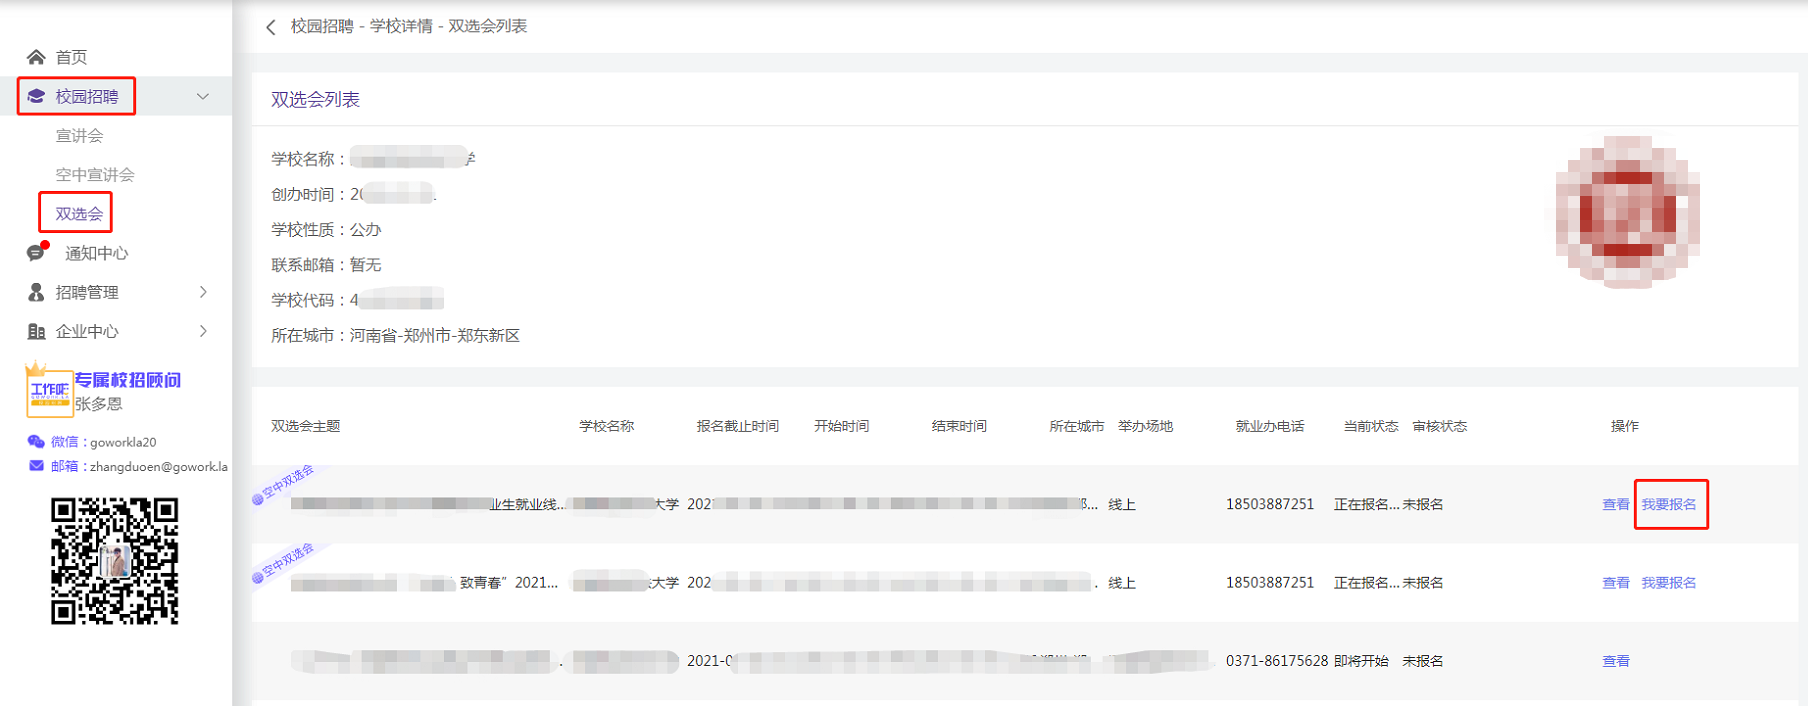 校园招聘 - 学校详情 - 双选会列表
首页
校园招聘
宣讲会
空中宣讲会
双选会
通知中心
招聘管理
企业中心
工作啦
专属校招顾问
张多恩
微信：goworkla20
邮箱：zhangduoen@gowork.la
双选会列表
学校名称：学
创办时间：20
学校性质：公办
联系邮箱：暂无
学校代码：4
所在城市：河南省-郑州市-郑东新区
双选会主题 学校名称 报名截止时间 开始时间 结束时间 所在城市 举办场地 就业办电话 当前状态 审核状态 操作
空中双选会
业生就业线... 大学 202 ... 线上 18503887251 正在报名... 未报名 查看 我要报名
空中双选会
致青春”2021... 大学 202 线上 18503887251 正在报名... 未报名 查看 我要报名
2021-0 0371-86175628 即将开始 未报名 查看